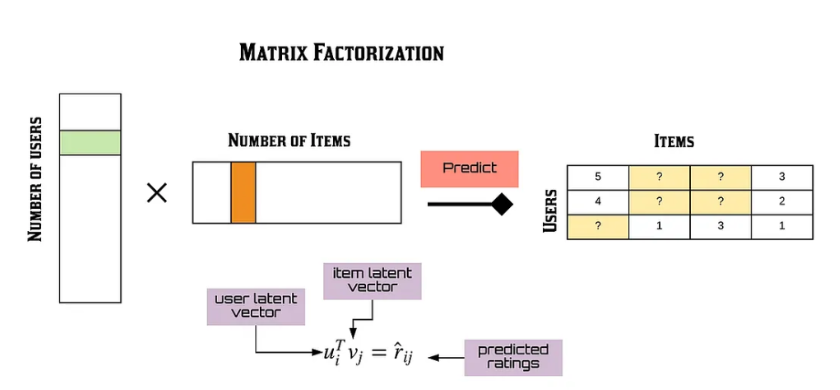 MATRIX FACTORIZATION
NUMBER OF USERS
NUMBER OF ITEMS
×
Predict
ITEMS
USERS
5 ? ? 3
4 ? ? 2
? 1 3 1
item latent
vector
user latent
vector
u_i^T v_j = r̂_ij
predicted
ratings